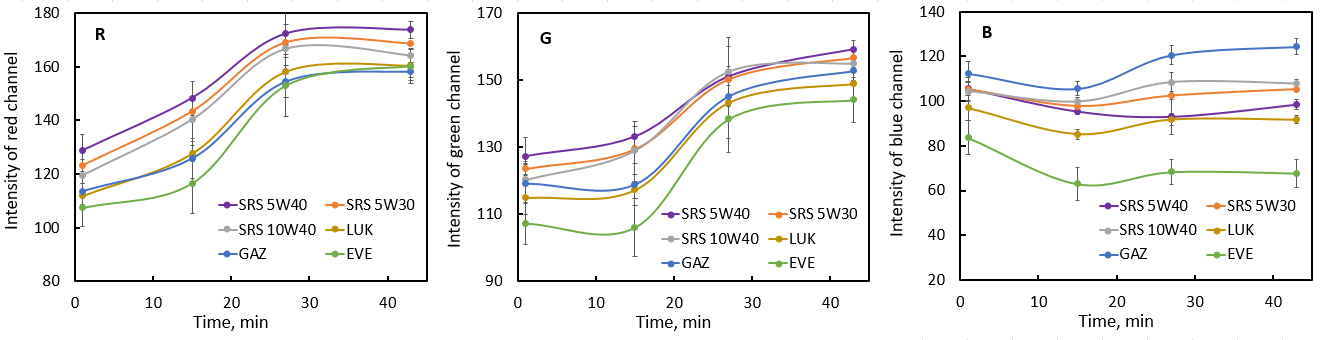 R
Intensity of red channel
180
160
140
120
100
80
0 10 20 30 40
Time, min
SRS 5W40 SRS 5W30
SRS 10W40 LUK
GAZ EVE
G
Intensity of green channel
170
150
130
110
90
0 10 20 30 40
Time, min
SRS 5W40 SRS 5W30
SRS 10W40 LUK
GAZ EVE
B
Intensity of blue channel
140
120
100
80
60
40
20
0 10 20 30 40
Time, min
SRS 5W40 SRS 5W30
SRS 10W40 LUK
GAZ EVE